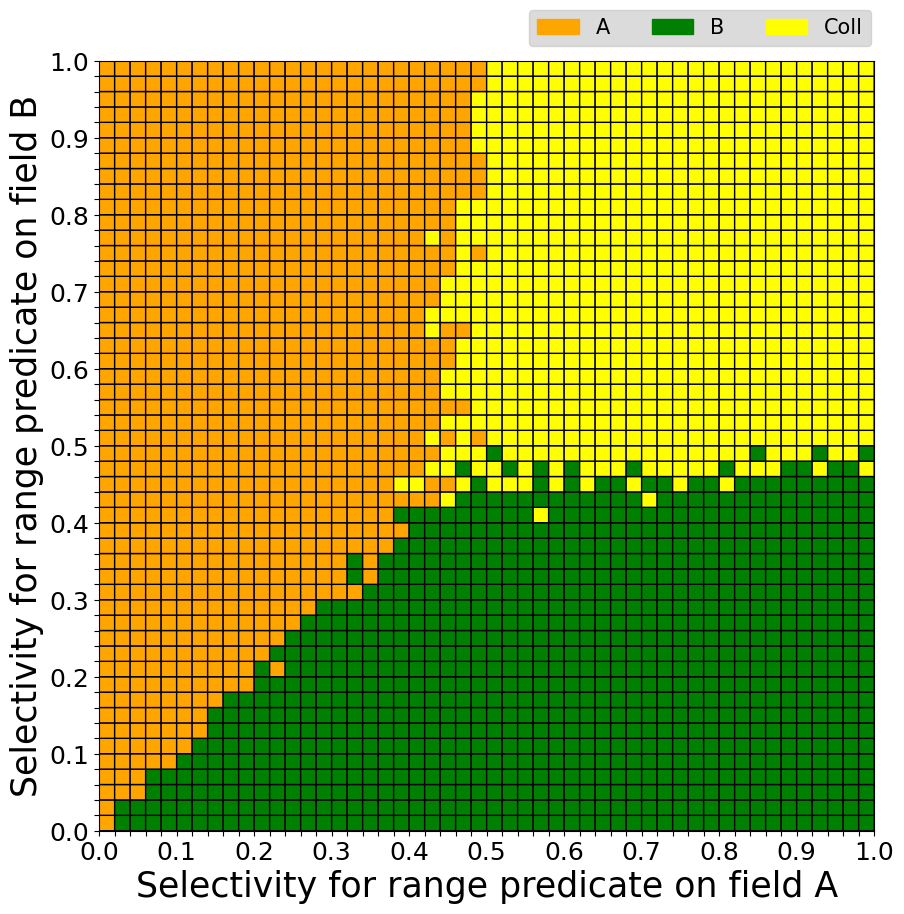 A B Coll
Selectivity for range predicate on field B
1.0
0.9
0.8
0.7
0.6
0.5
0.4
0.3
0.2
0.1
0.0
0.0 0.1 0.2 0.3 0.4 0.5 0.6 0.7 0.8 0.9 1.0
Selectivity for range predicate on field A